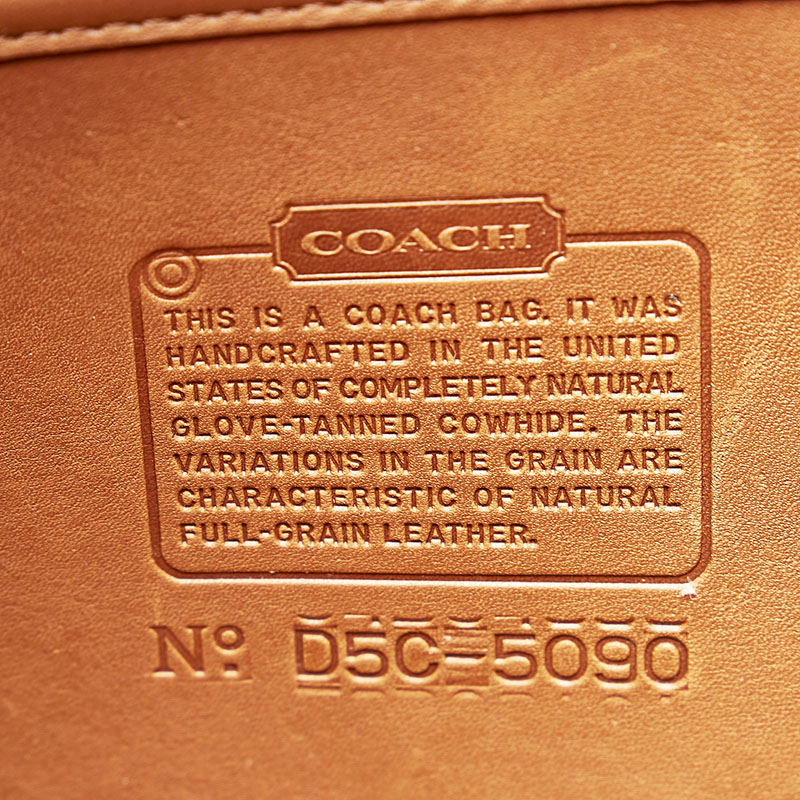 COACH
THIS IS A COACH BAG. IT WAS
HANDCRAFTED IN THE UNITED
STATES OF COMPLETELY NATURAL
GLOVE-TANNED COWHIDE. THE
VARIATIONS IN THE GRAIN ARE
CHARACTERISTIC OF NATURAL
FULL-GRAIN LEATHER.
Nº. D5C-5090